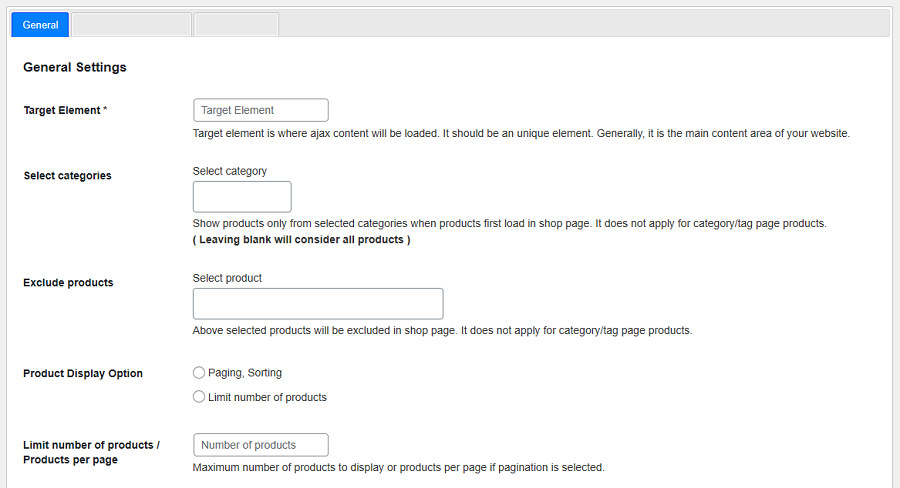 General
General Settings
Target Element *
Target Element
Target element is where ajax content will be loaded. It should be an unique element. Generally, it is the main content area of your website.
Select categories
Select category
Show products only from selected categories when products first load in shop page. It does not apply for category/tag page products.
( Leaving blank will consider all products )
Exclude products
Select product
Above selected products will be excluded in shop page. It does not apply for category/tag page products.
Product Display Option
Paging, Sorting
Limit number of products
Limit number of products /
Products per page
Number of products
Maximum number of products to display or products per page if pagination is selected.